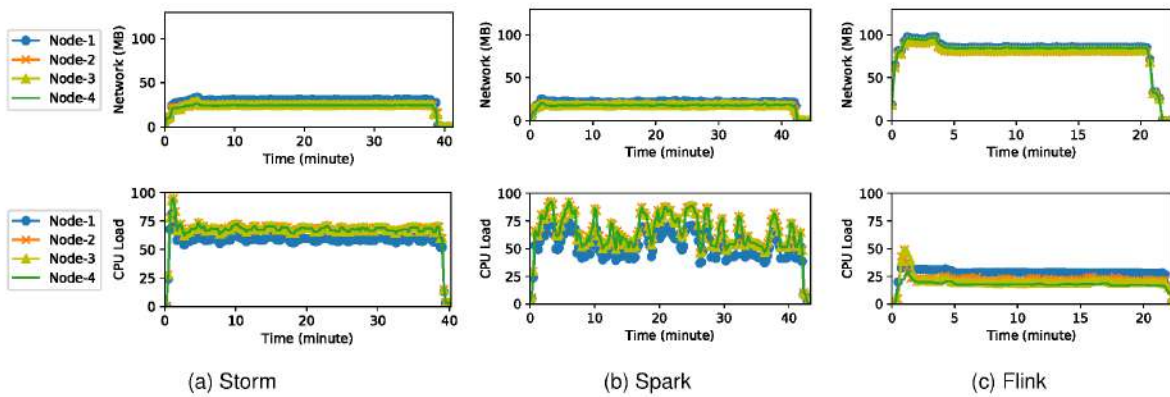 Node-1
Node-2
Node-3
Node-4
Network (MB)
100
50
0
0 10 20 30 40
Time (minute)
Network (MB)
100
50
0
0 10 20 30 40
Time (minute)
Network (MB)
100
50
0
0 5 10 15 20
Time (minute)
Node-1
Node-2
Node-3
Node-4
CPU Load
100
75
50
25
0
0 10 20 30 40
Time (minute)
CPU Load
100
75
50
25
0
0 10 20 30 40
Time (minute)
CPU Load
100
75
50
25
0
0 5 10 15 20
Time (minute)
(a) Storm
(b) Spark
(c) Flink